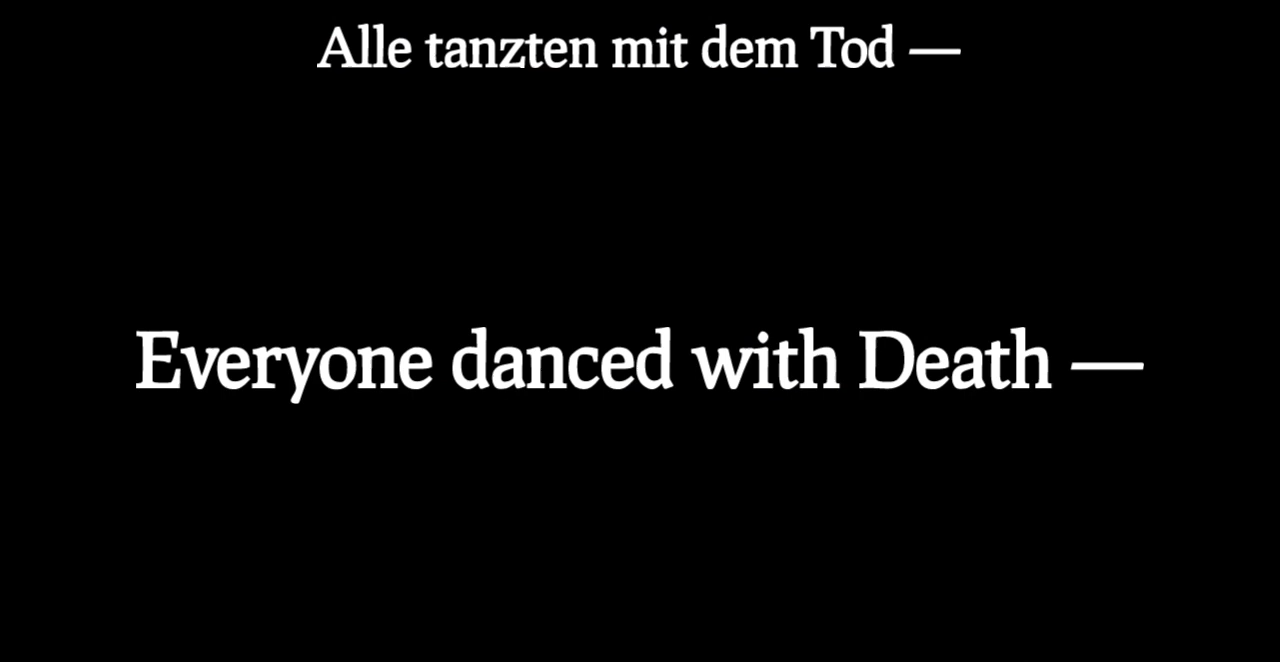 Alle tanzten mit dem Tod —
Everyone danced with Death —